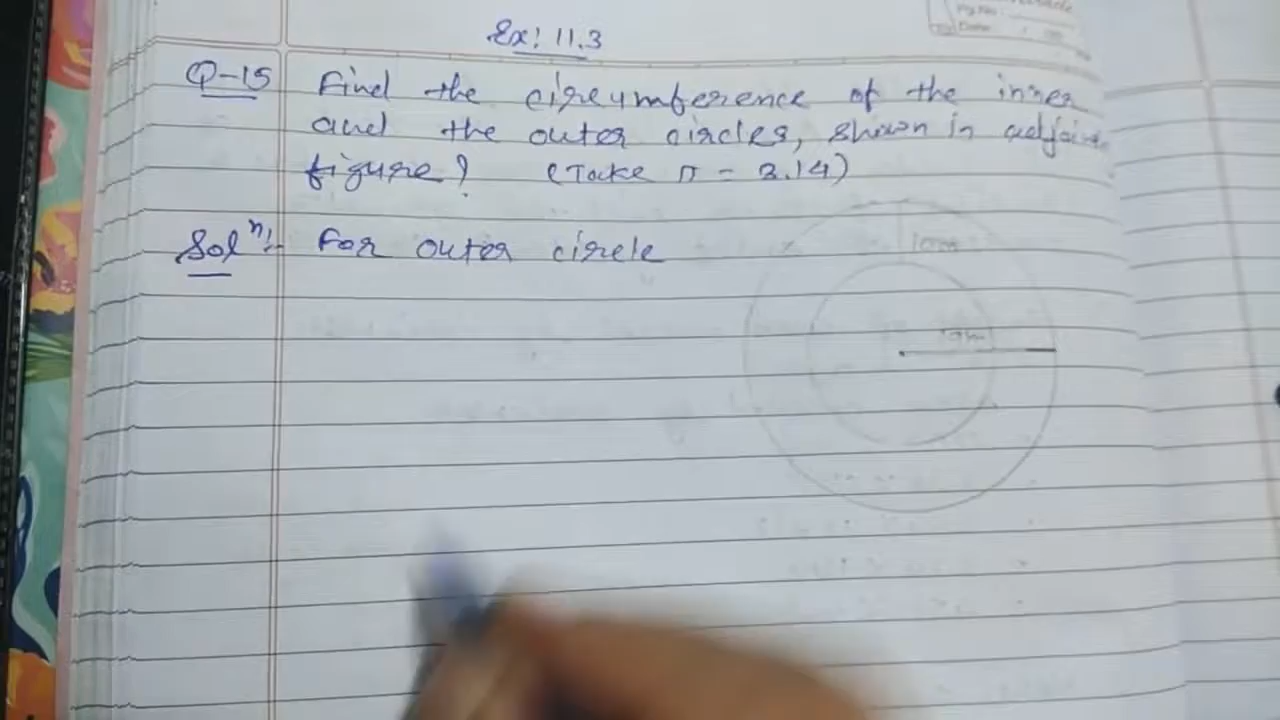 Ex: 11.3
Q-15 Find the circumference of the inner
and the outer circles, shown in
figure? (Take π = 3.14)
Solⁿ:- For outer circle
10cm